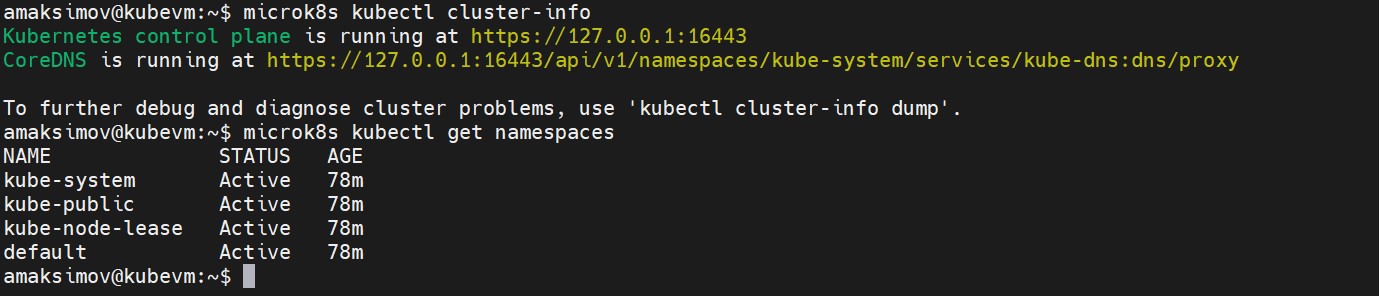 amaksimov@kubevm:~$ microk8s kubectl cluster-info
Kubernetes control plane is running at https://127.0.0.1:16443
CoreDNS is running at https://127.0.0.1:16443/api/v1/namespaces/kube-system/services/kube-dns:dns/proxy

To further debug and diagnose cluster problems, use 'kubectl cluster-info dump'.
amaksimov@kubevm:~$ microk8s kubectl get namespaces
NAME              STATUS   AGE
kube-system       Active   78m
kube-public       Active   78m
kube-node-lease   Active   78m
default           Active   78m
amaksimov@kubevm:~$